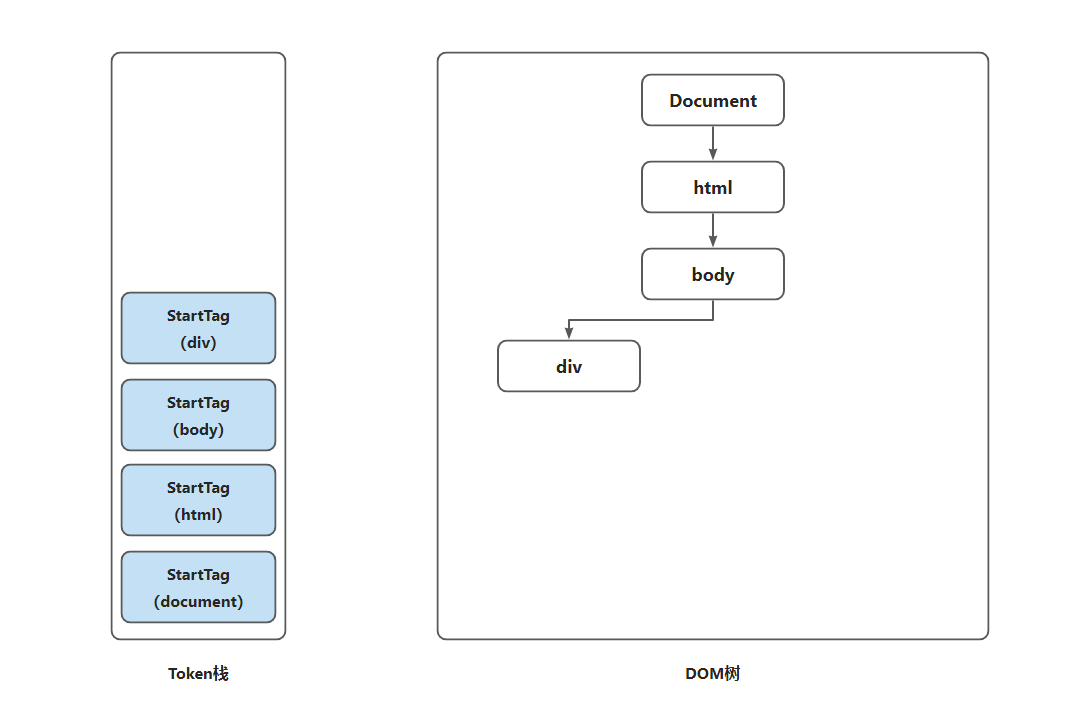 StartTag
(div)
StartTag
(body)
StartTag
(html)
StartTag
(document)
Token栈
Document
html
body
div
DOM树